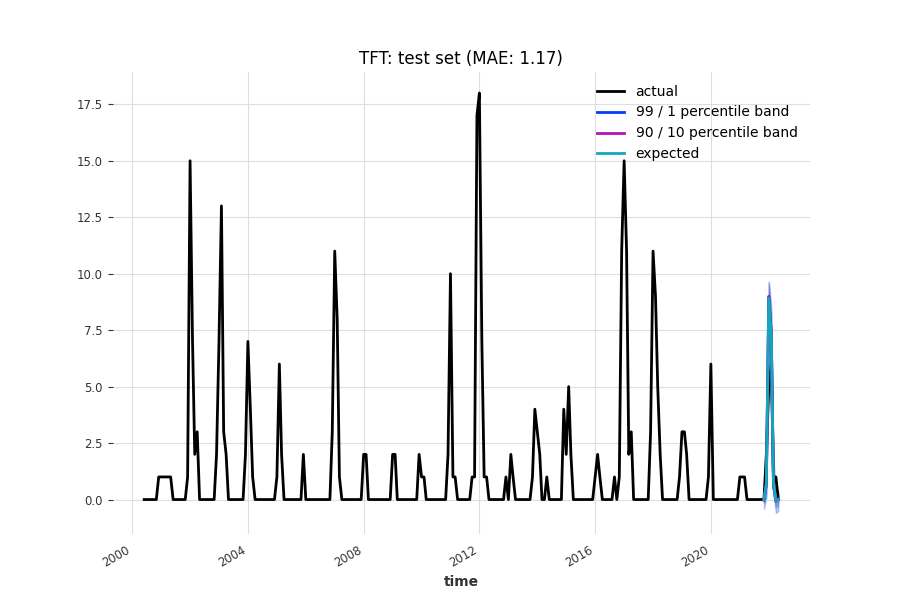 TFT: test set (MAE: 1.17)
actual
99 / 1 percentile band
90 / 10 percentile band
expected
17.5
15.0
12.5
10.0
7.5
5.0
2.5
0.0
2000
2004
2008
2012
2016
2020
time